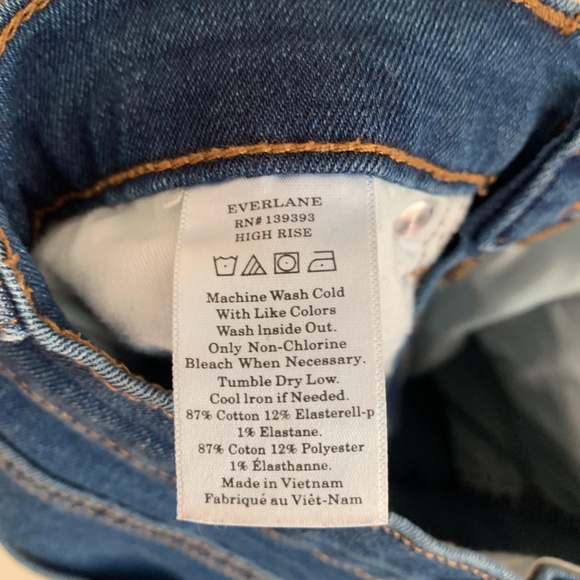 EVERLANE
RN# 139393
HIGH RISE
Machine Wash Cold
With Like Colors
Wash Inside Out.
Only Non-Chlorine
Bleach When Necessary.
Tumble Dry Low.
Cool Iron if Needed.
87% Cotton 12% Elasterell-p
1% Elastane.
87% Coton 12% Polyester
1% Élasthanne.
Made in Vietnam
Fabriqué au Viêt-Nam